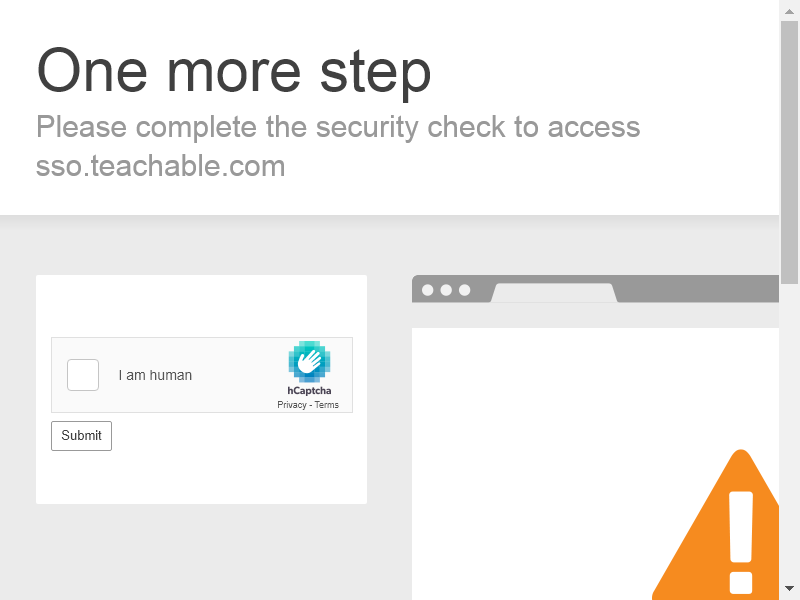 One more step
Please complete the security check to access
sso.teachable.com
I am human
hCaptcha
Privacy - Terms
Submit